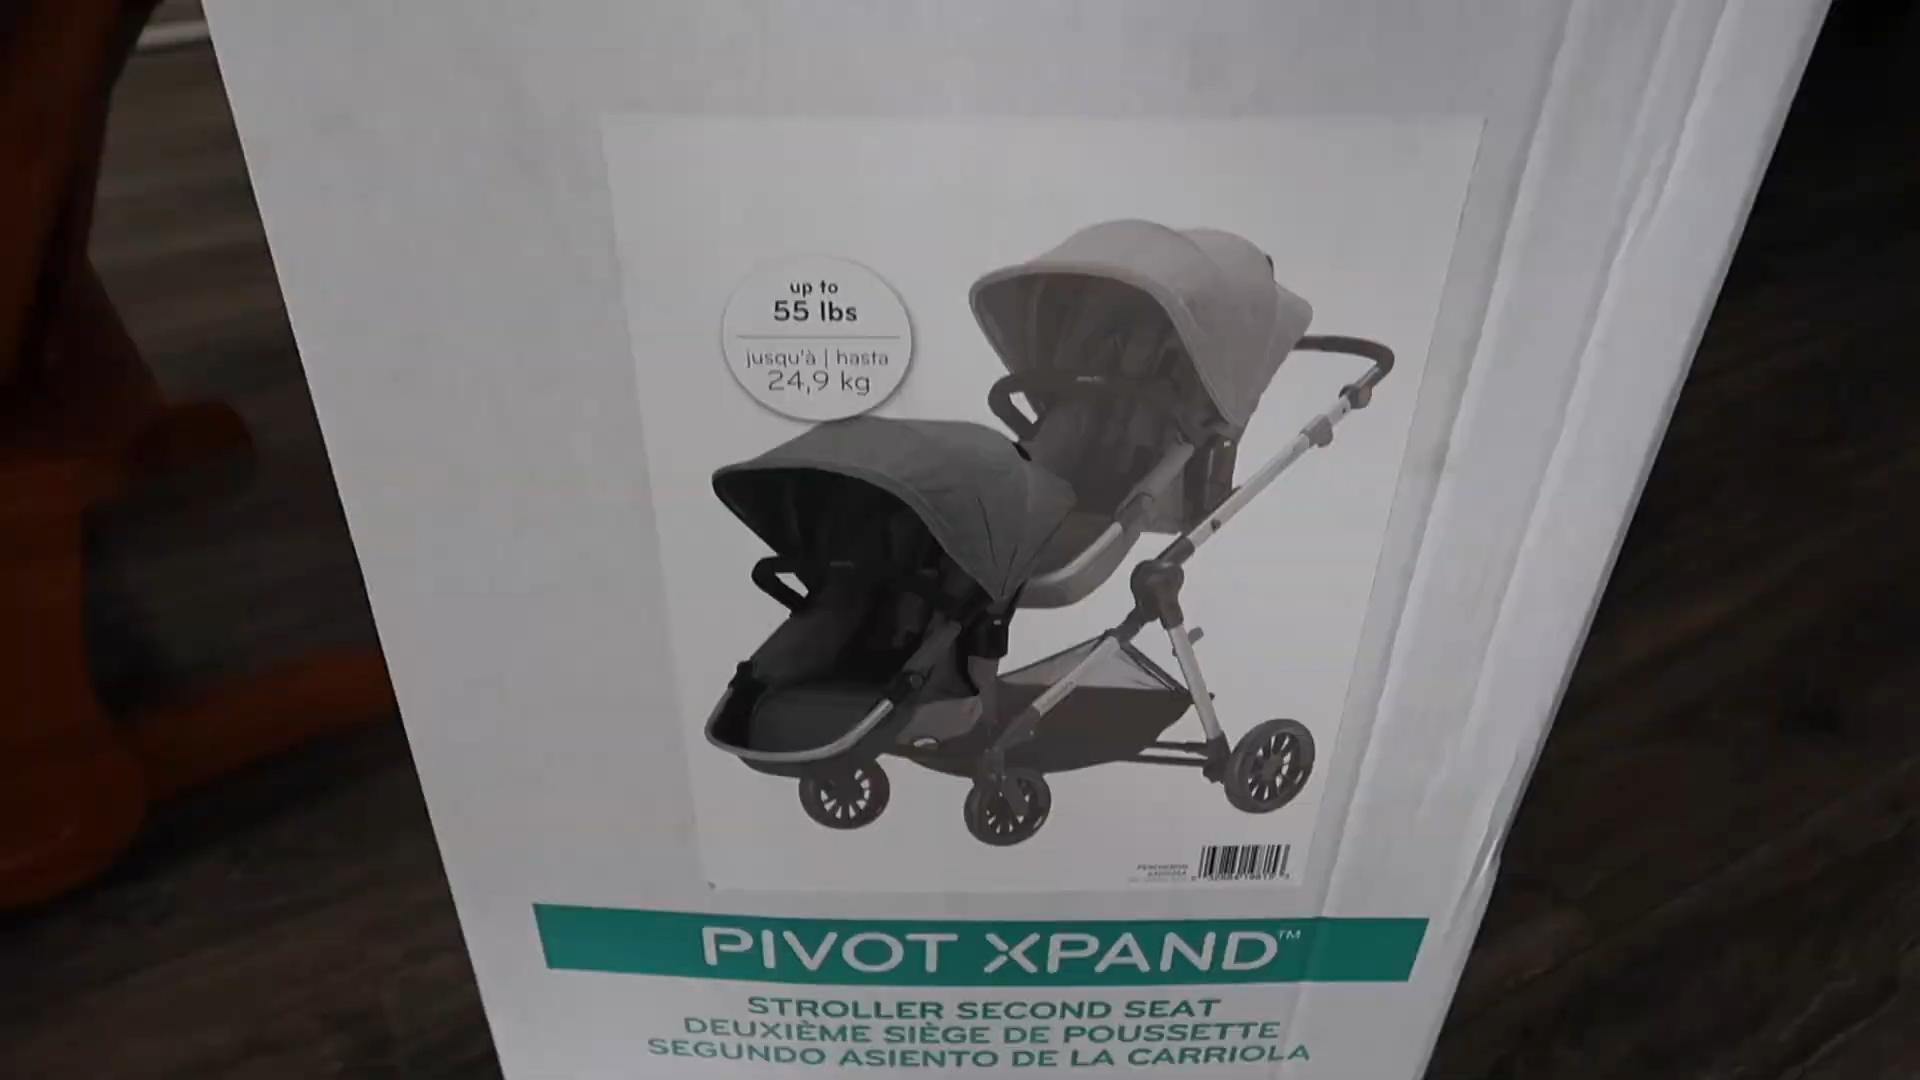 up to
55 lbs
jusqu'à | hasta
24,9 kg
PIVOT XPAND™
STROLLER SECOND SEAT
DEUXIÈME SIÈGE DE POUSSETTE
SEGUNDO ASIENTO DE LA CARRIOLA